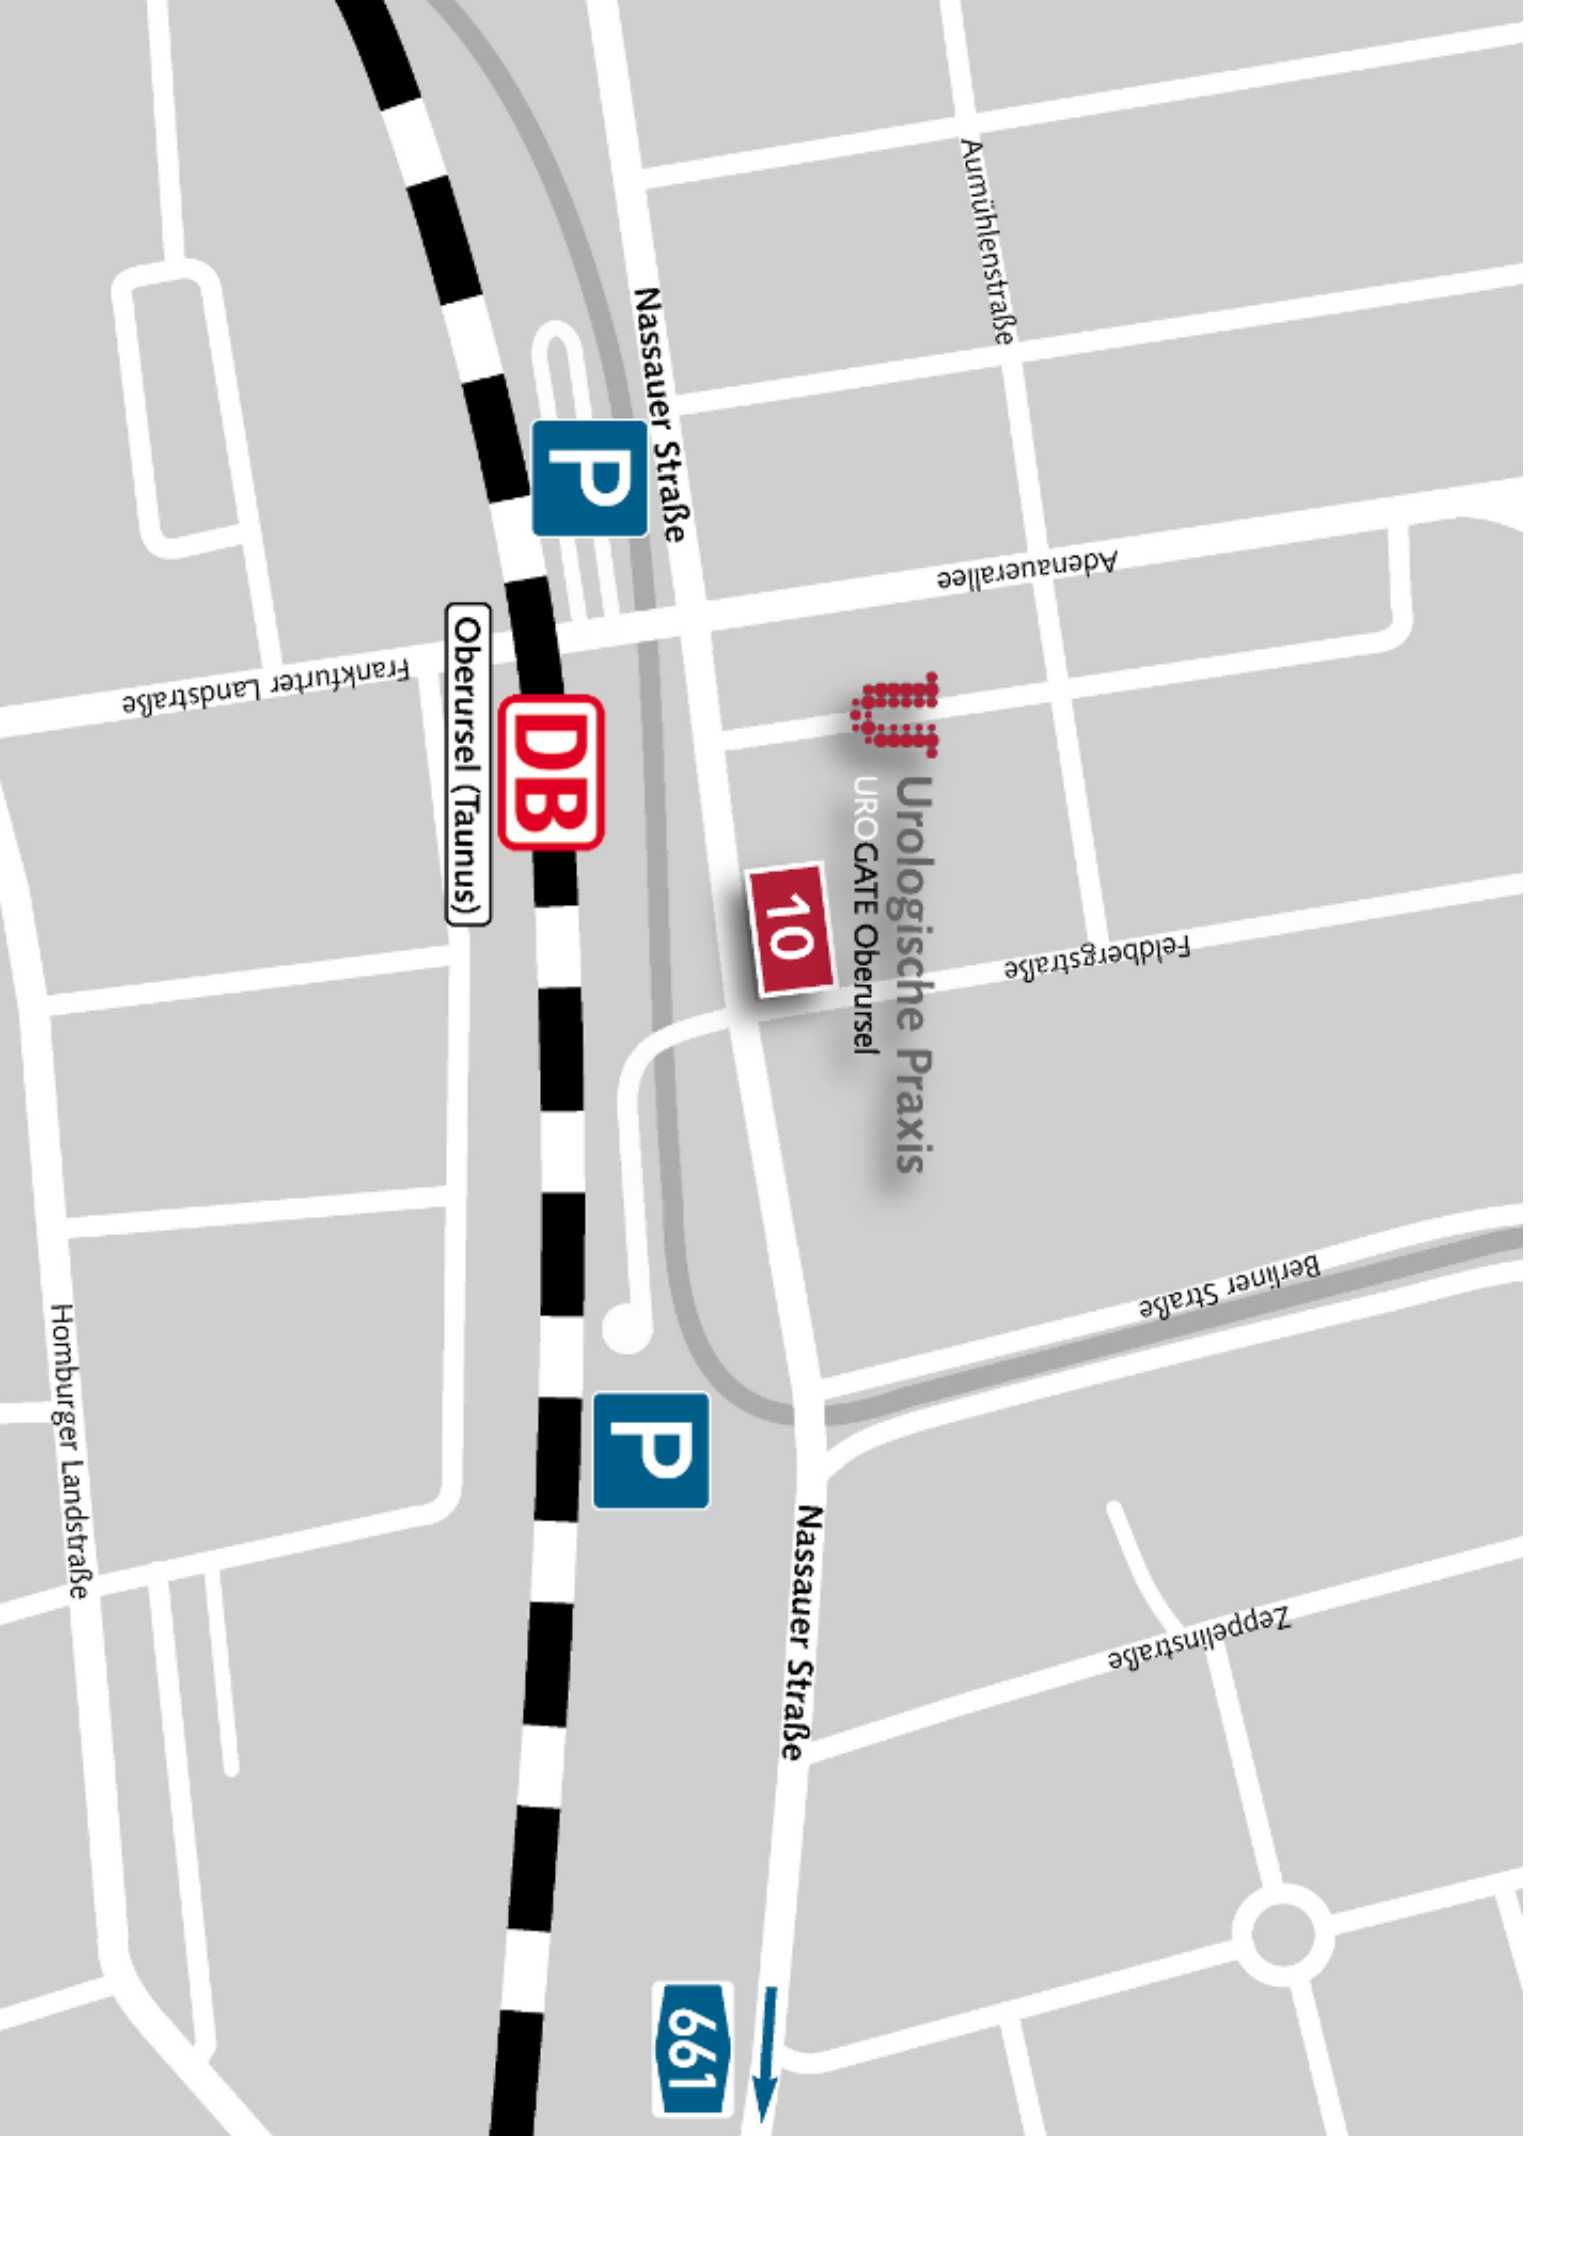 Aumühlenstraße
Nassauer Straße
Adenauerallee
Frankfurter Landstraße
Oberursel (Taunus)
DB
P
Urologische Praxis
UROGATE Oberursel
10
Feldbergstraße
Berliner Straße
Homburger Landstraße
P
Nassauer Straße
Zeppelinstraße
661